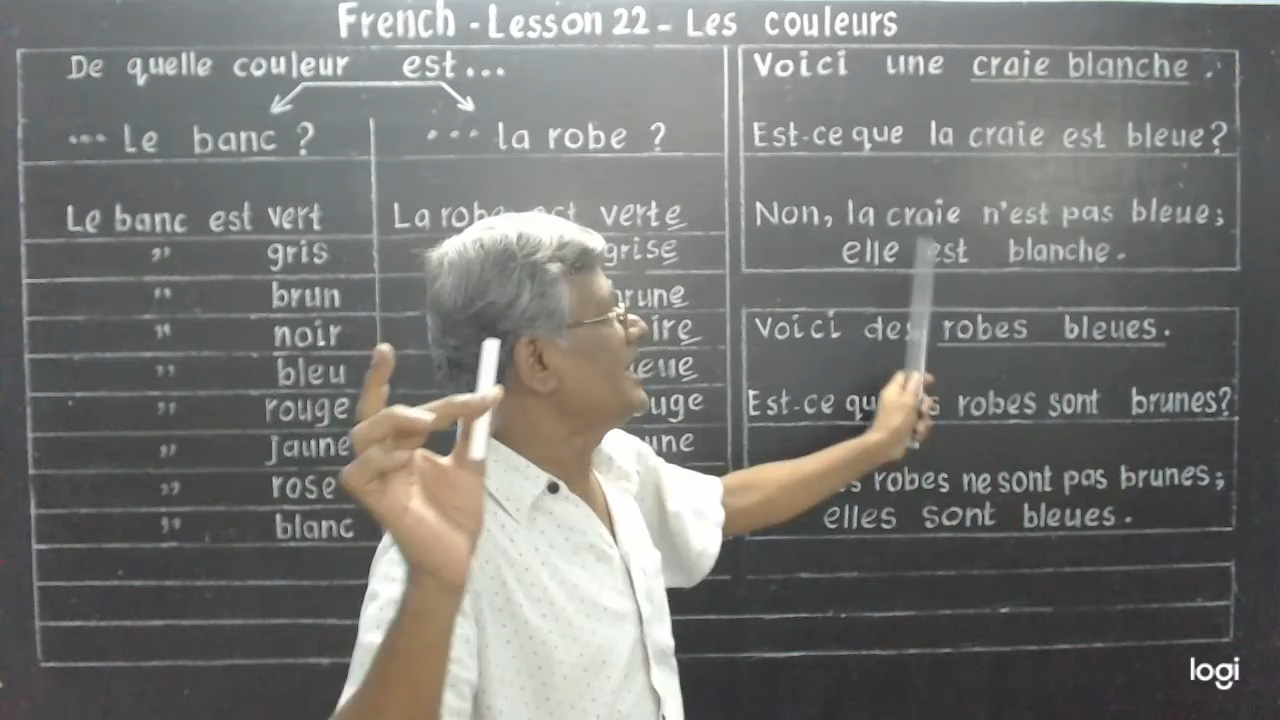 French - Lesson 22 - Les couleurs
De quelle couleur est...
... Le banc ?
... la robe ?
Le banc est vert
" gris
" brun
" noir
" bleu
" rouge
" jaune
" rose
" blanc
La robe est verte
grise
Voici une craie blanche .
Est-ce que la craie est bleue?
Non, la craie n'est pas bleue;
elle est blanche.
Voici des robes bleues.
Est-ce que robes sont brunes?
robes ne sont pas brunes;
elles sont bleues.
logi